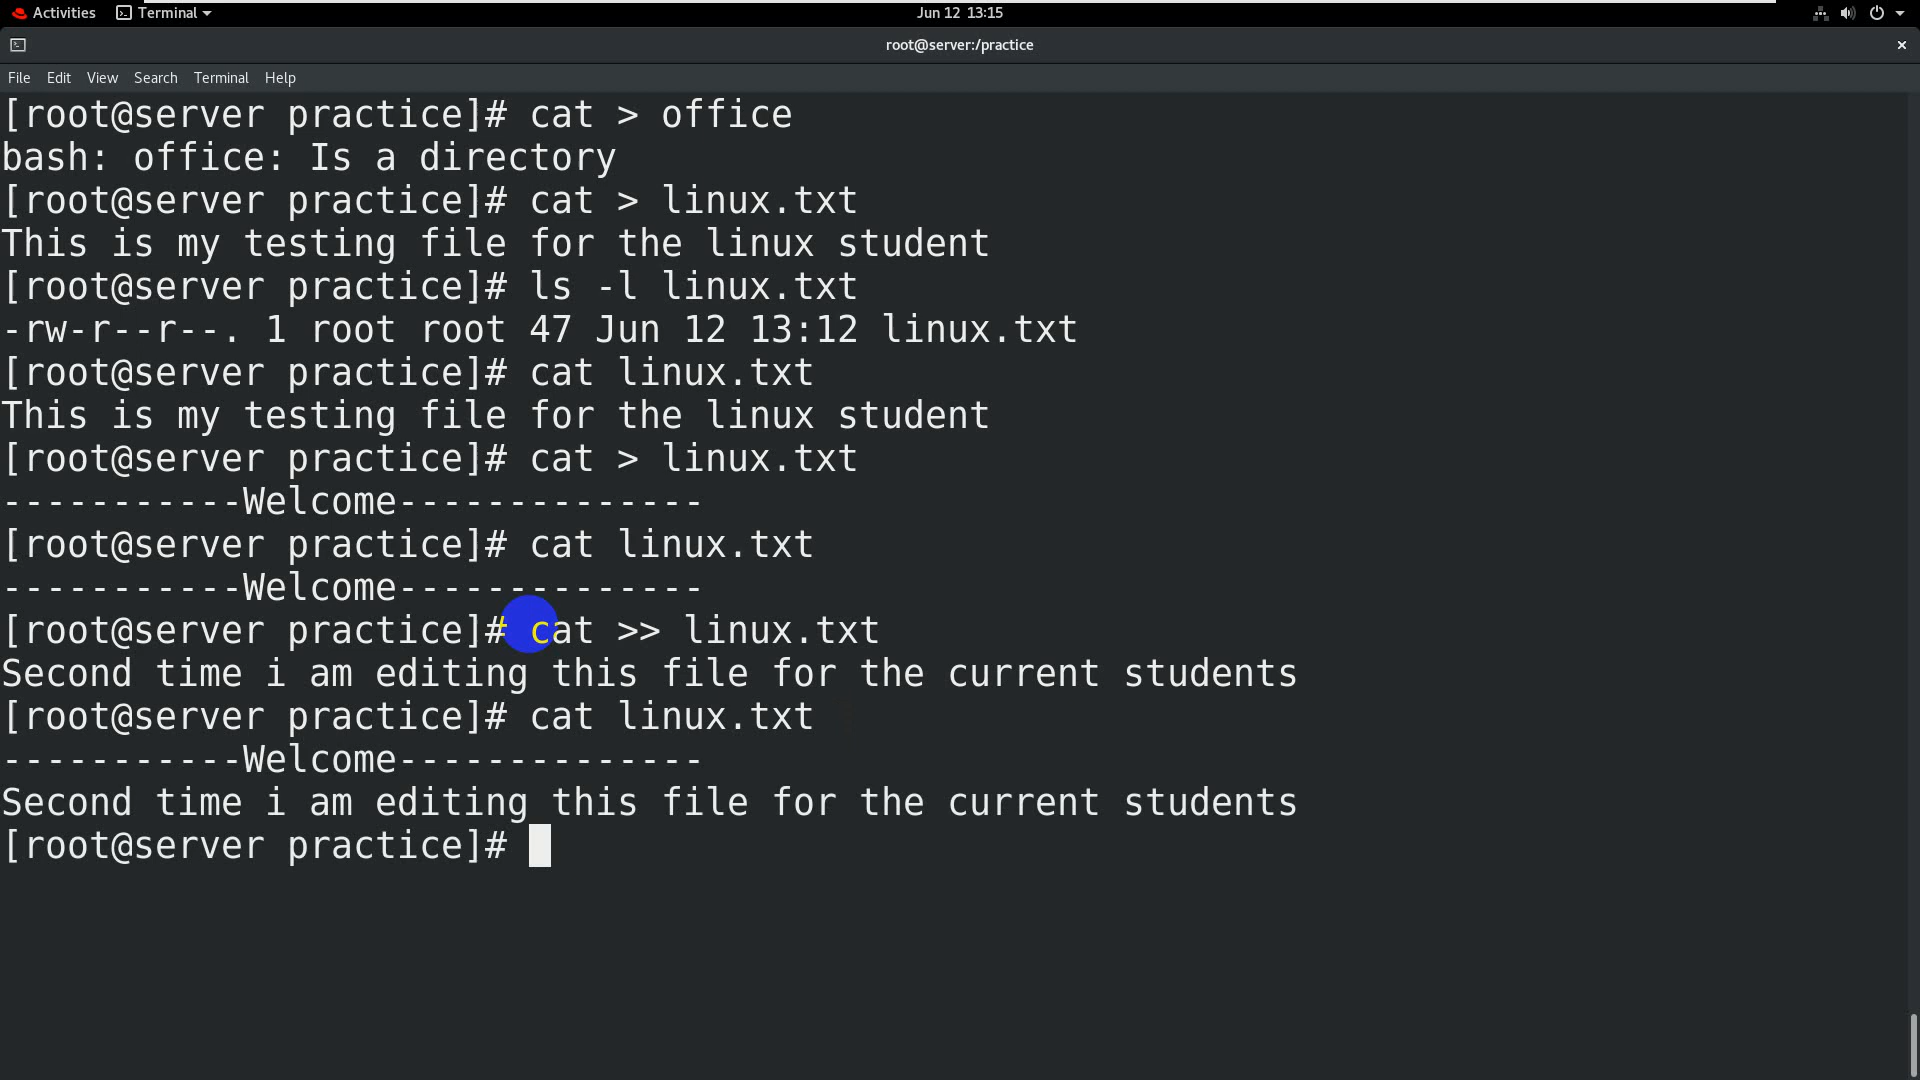 Activities Terminal Jun 12 13:15
root@server:/practice
File Edit View Search Terminal Help
[root@server practice]# cat > office
bash: office: Is a directory
[root@server practice]# cat > linux.txt
This is my testing file for the linux student
[root@server practice]# ls -l linux.txt
-rw-r--r--. 1 root root 47 Jun 12 13:12 linux.txt
[root@server practice]# cat linux.txt
This is my testing file for the linux student
[root@server practice]# cat > linux.txt
-----------Welcome--------------
[root@server practice]# cat linux.txt
-----------Welcome--------------
[root@server practice]# cat >> linux.txt
Second time i am editing this file for the current students
[root@server practice]# cat linux.txt
-----------Welcome--------------
Second time i am editing this file for the current students
[root@server practice]#